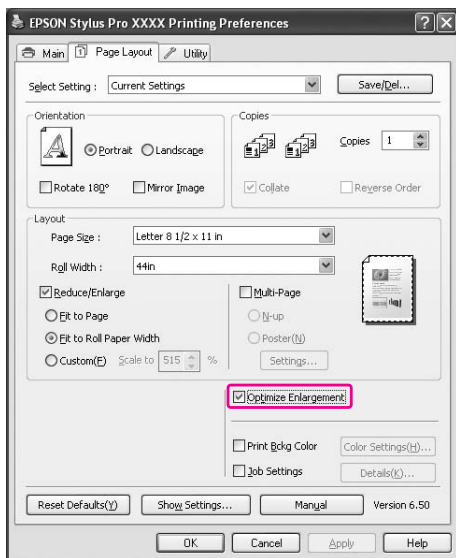 EPSON Stylus Pro XXXX Printing Preferences
Main Page Layout Utility
Select Setting : Current Settings Save/Del...
Orientation
Portrait Landscape
Rotate 180° Mirror Image
Copies
Copies 1
Collate Reverse Order
Layout
Page Size : Letter 8 1/2 x 11 in
Roll Width : 44in
Reduce/Enlarge
Fit to Page
Fit to Roll Paper Width
Custom(F) Scale to 515 %
Multi-Page
N-up
Poster(N)
Settings...
Optimize Enlargement
Print Bckg Color Color Settings(H)...
Job Settings Details(K)...
Reset Defaults(Y) Show Settings... Manual Version 6.50
OK Cancel Apply Help